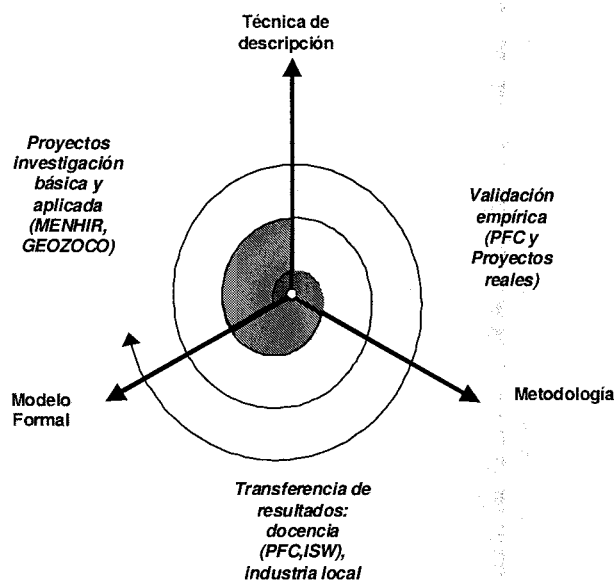 Técnica de
descripción
Proyectos
investigación
básica y
aplicada
(MENHIR,
GEOZOCO)
Validación
empírica
(PFC y
Proyectos
reales)
Modelo
Formal
Metodología
Transferencia de
resultados:
docencia
(PFC,ISW),
industria local